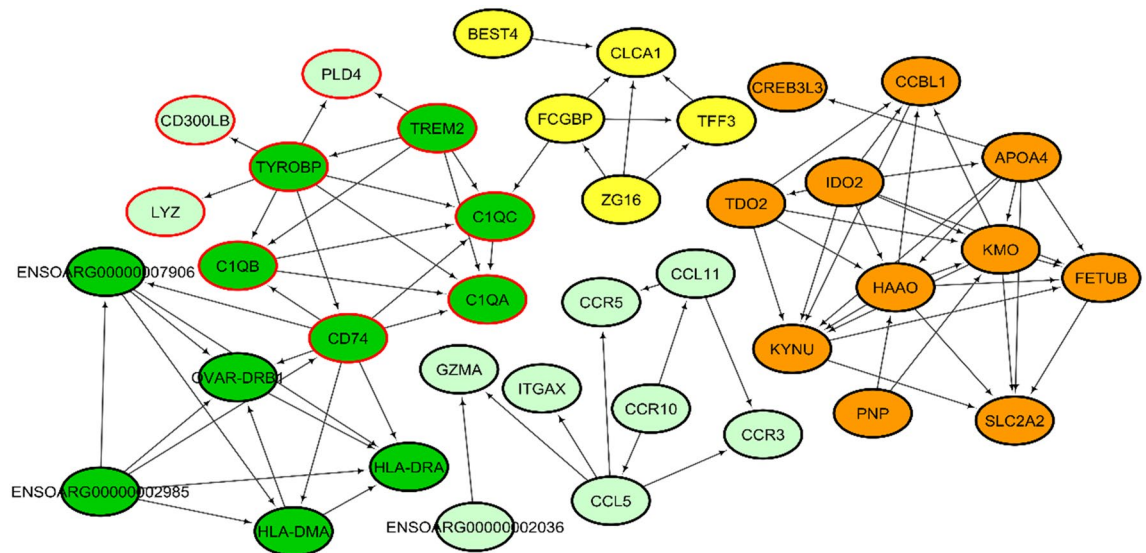 BEST4
CLCA1
PLD4
CCBL1
CREB3L3
CD300LB
TREM2
FCGBP
TFF3
TYROBP
APOA4
IDO2
TDO2
ZG16
LYZ
C1QC
KMO
C1QB
ENSOARG00000007906
CCL11
FETUB
HAAO
C1QA
CCR5
CD74
KYNU
GZMA
OVAR-DRB1
ITGAX
CCR10
PNP
SLC2A2
CCR3
HLA-DRA
ENSOARG00000002985
CCL5
ENSOARG00000002036
HLA-DMA